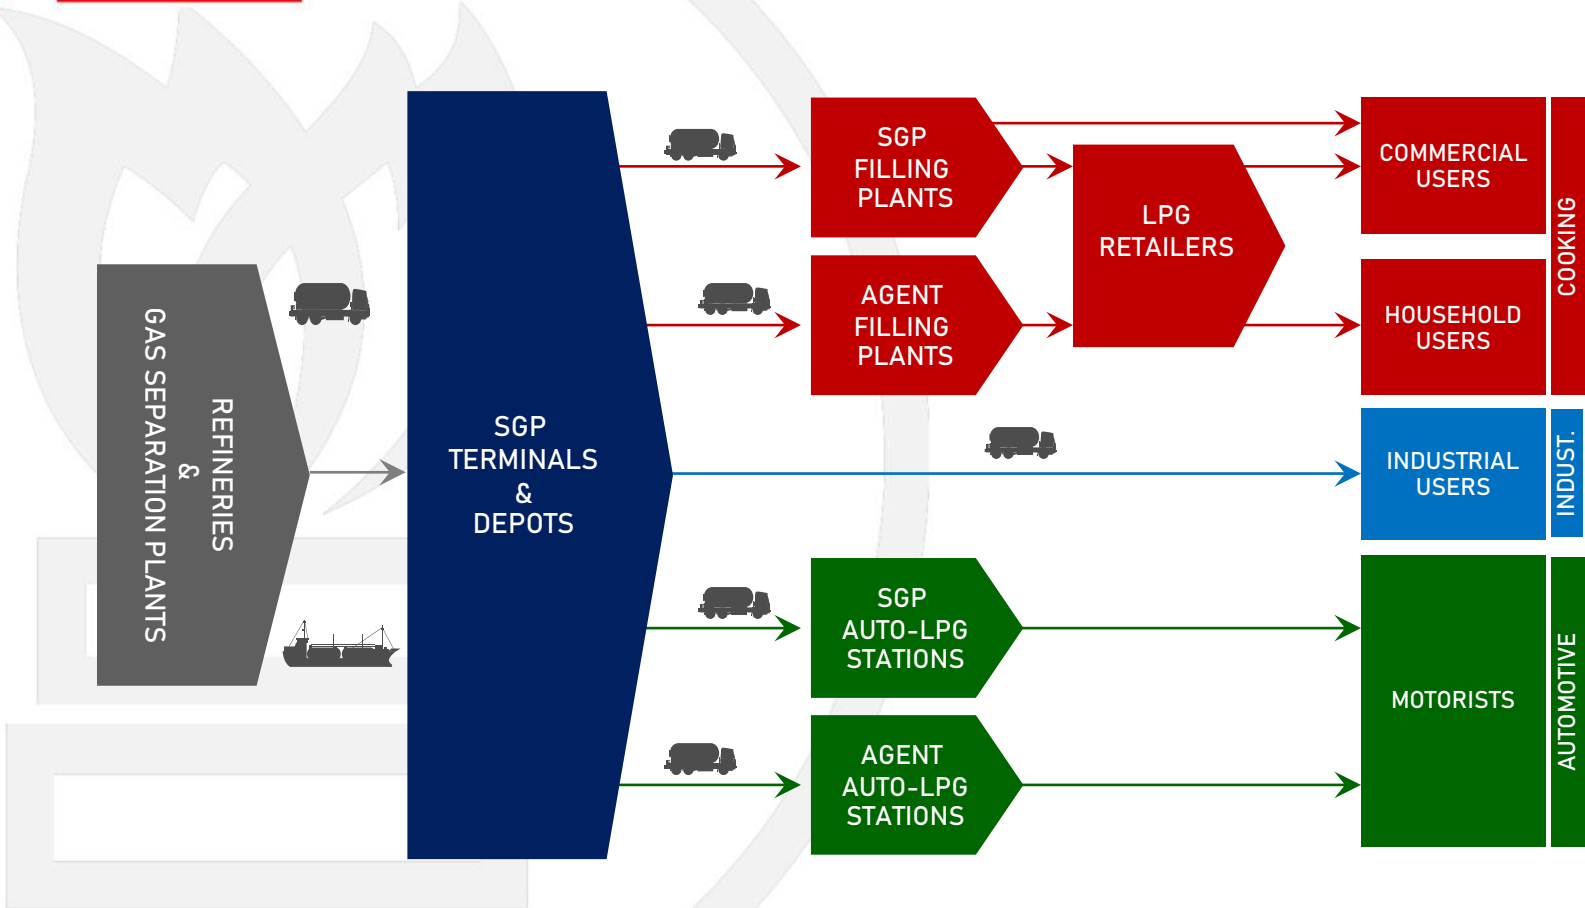 REFINERIES
&
GAS SEPARATION PLANTS
SGP
TERMINALS
&
DEPOTS
SGP
FILLING
PLANTS
AGENT
FILLING
PLANTS
LPG
RETAILERS
COMMERCIAL
USERS
HOUSEHOLD
USERS
COOKING
INDUSTRIAL
USERS
INDUST.
SGP
AUTO-LPG
STATIONS
AGENT
AUTO-LPG
STATIONS
MOTORISTS
AUTOMOTIVE